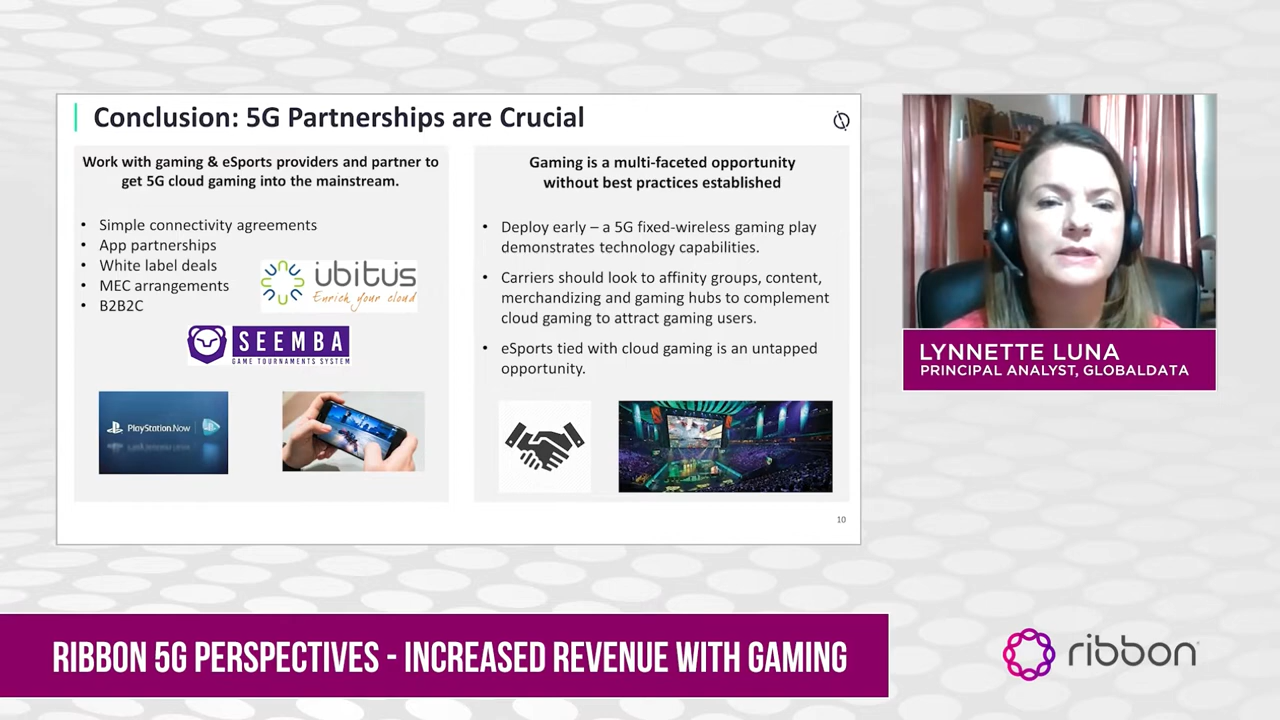 Conclusion: 5G Partnerships are Crucial
Work with gaming & eSports providers and partner to
get 5G cloud gaming into the mainstream.
• Simple connectivity agreements
• App partnerships
• White label deals
• MEC arrangements
• B2B2C
ubitus
Enrich your cloud
SEEMBA
GAME TOURNAMENTS SYSTEM
PlayStation.Now
Gaming is a multi-faceted opportunity
without best practices established
• Deploy early – a 5G fixed-wireless gaming play
demonstrates technology capabilities.
• Carriers should look to affinity groups, content,
merchandizing and gaming hubs to complement
cloud gaming to attract gaming users.
• eSports tied with cloud gaming is an untapped
opportunity.
10
LYNNETTE LUNA
PRINCIPAL ANALYST, GLOBALDATA
RIBBON 5G PERSPECTIVES - INCREASED REVENUE WITH GAMING
ribbon